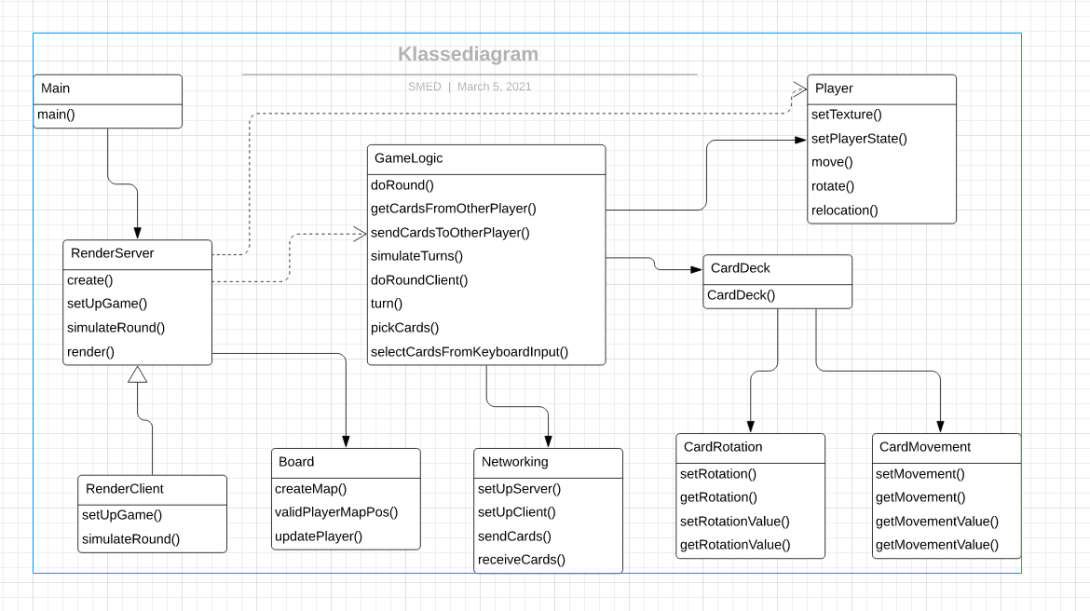 Klassediagram
SMED | March 5, 2021
Main
main()
Player
setTexture()
setPlayerState()
move()
rotate()
relocation()
GameLogic
doRound()
getCardsFromOtherPlayer()
sendCardsToOtherPlayer()
simulateTurns()
doRoundClient()
turn()
pickCards()
selectCardsFromKeyboardInput()
RenderServer
create()
setUpGame()
simulateRound()
render()
CardDeck
CardDeck()
RenderClient
setUpGame()
simulateRound()
Board
createMap()
validPlayerMapPos()
updatePlayer()
Networking
setUpServer()
setUpClient()
sendCards()
receiveCards()
CardRotation
setRotation()
getRotation()
setRotationValue()
getRotationValue()
CardMovement
setMovement()
getMovement()
getMovementValue()
getMovementValue()